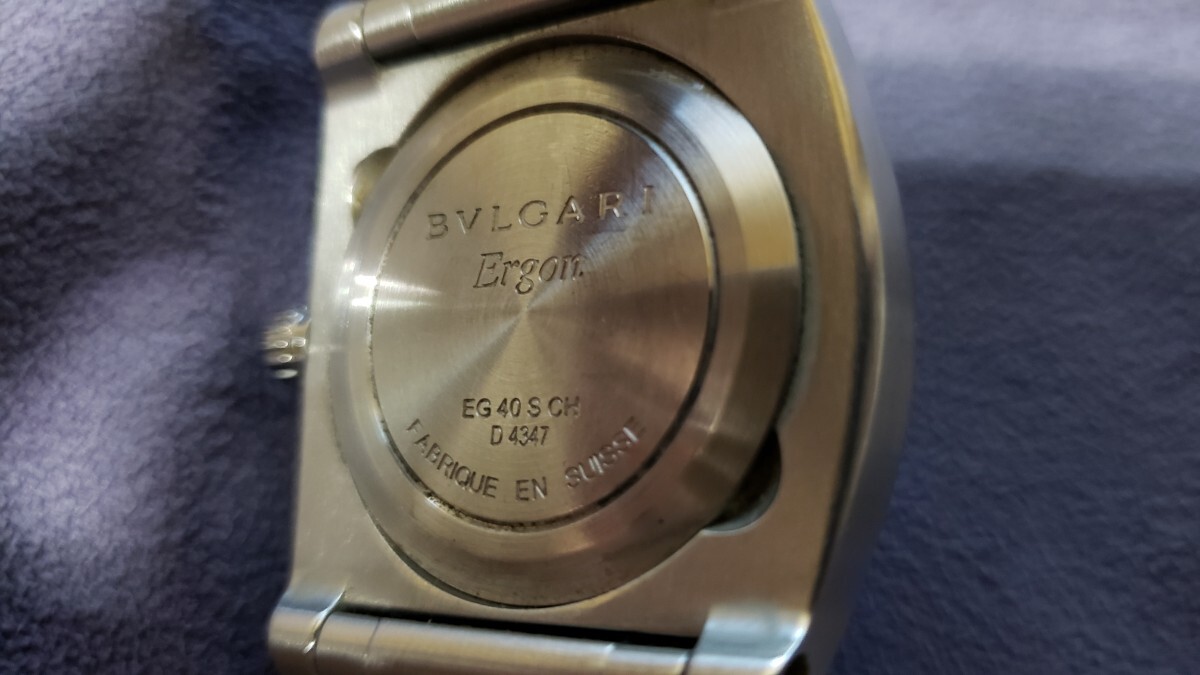 BVLGARI
Ergon
EG 40 S CH
D 4347
FABRIQUE EN SUISSE